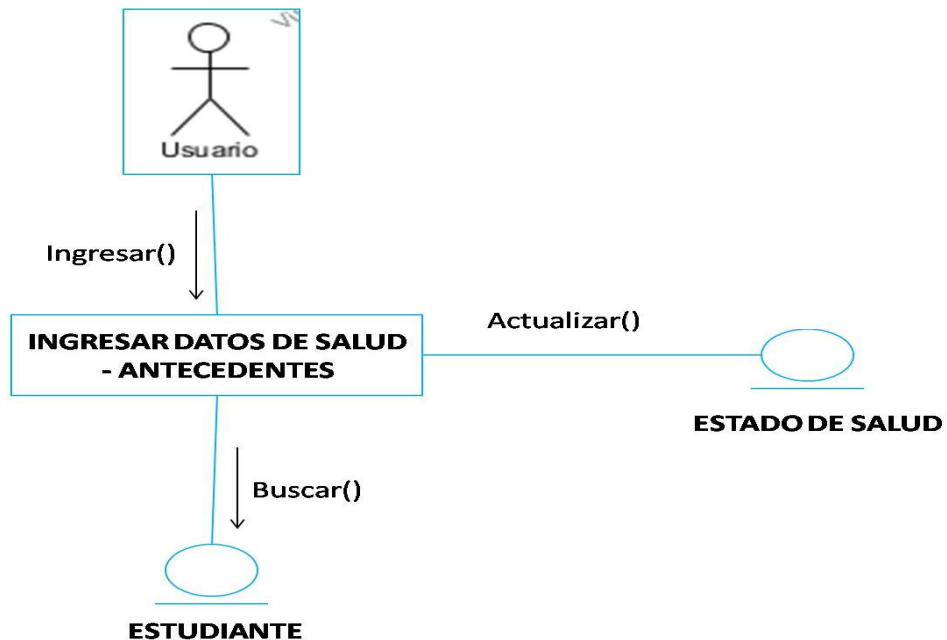 Usuario
Ingresar()
INGRESAR DATOS DE SALUD
- ANTECEDENTES
Actualizar()
ESTADO DE SALUD
Buscar()
ESTUDIANTE